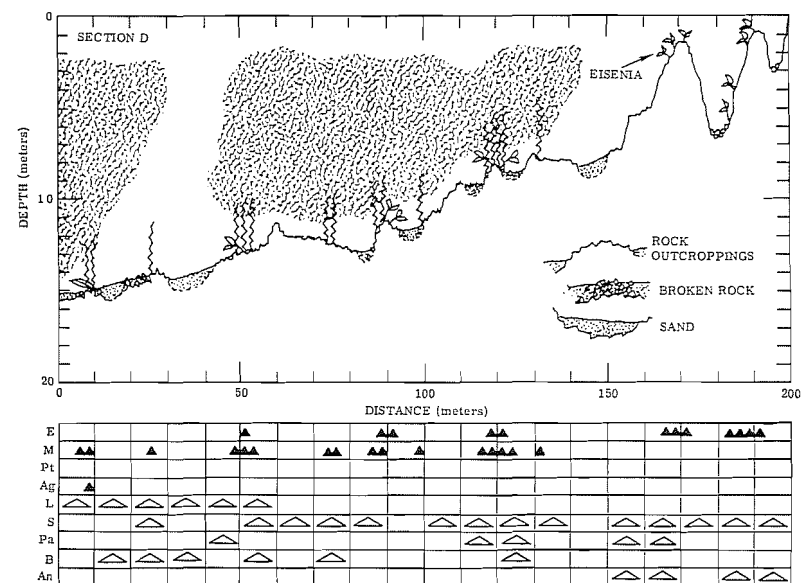 0
SECTION D
EISENIA
DEPTH (meters)
10
ROCK
OUTCROPPINGS
BROKEN ROCK
SAND
20
0
50
100
150
200
DISTANCE (meters)
E
M
Pt
Ag
L
S
Pa
B
An